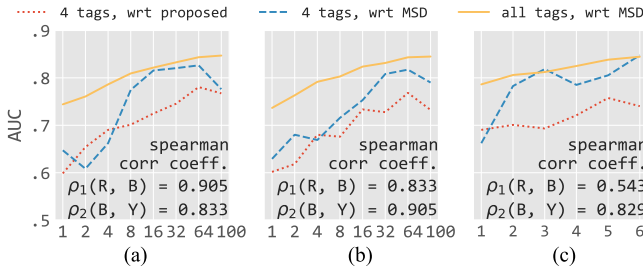 4 tags, wrt proposed 4 tags, wrt MSD all tags, wrt MSD
AUC
.9
.8
.7
.6
.5
spearman
corr coeff.
ρ1(R, B) = 0.905
ρ2(B, Y) = 0.833
1 2 4 8 16 32 64 100
(a)
spearman
corr coeff.
ρ1(R, B) = 0.833
ρ2(B, Y) = 0.905
1 2 4 8 16 32 64 100
(b)
spearman
corr coeff.
ρ1(R, B) = 0.543
ρ2(B, Y) = 0.829
1 2 3 4 5 6
(c)